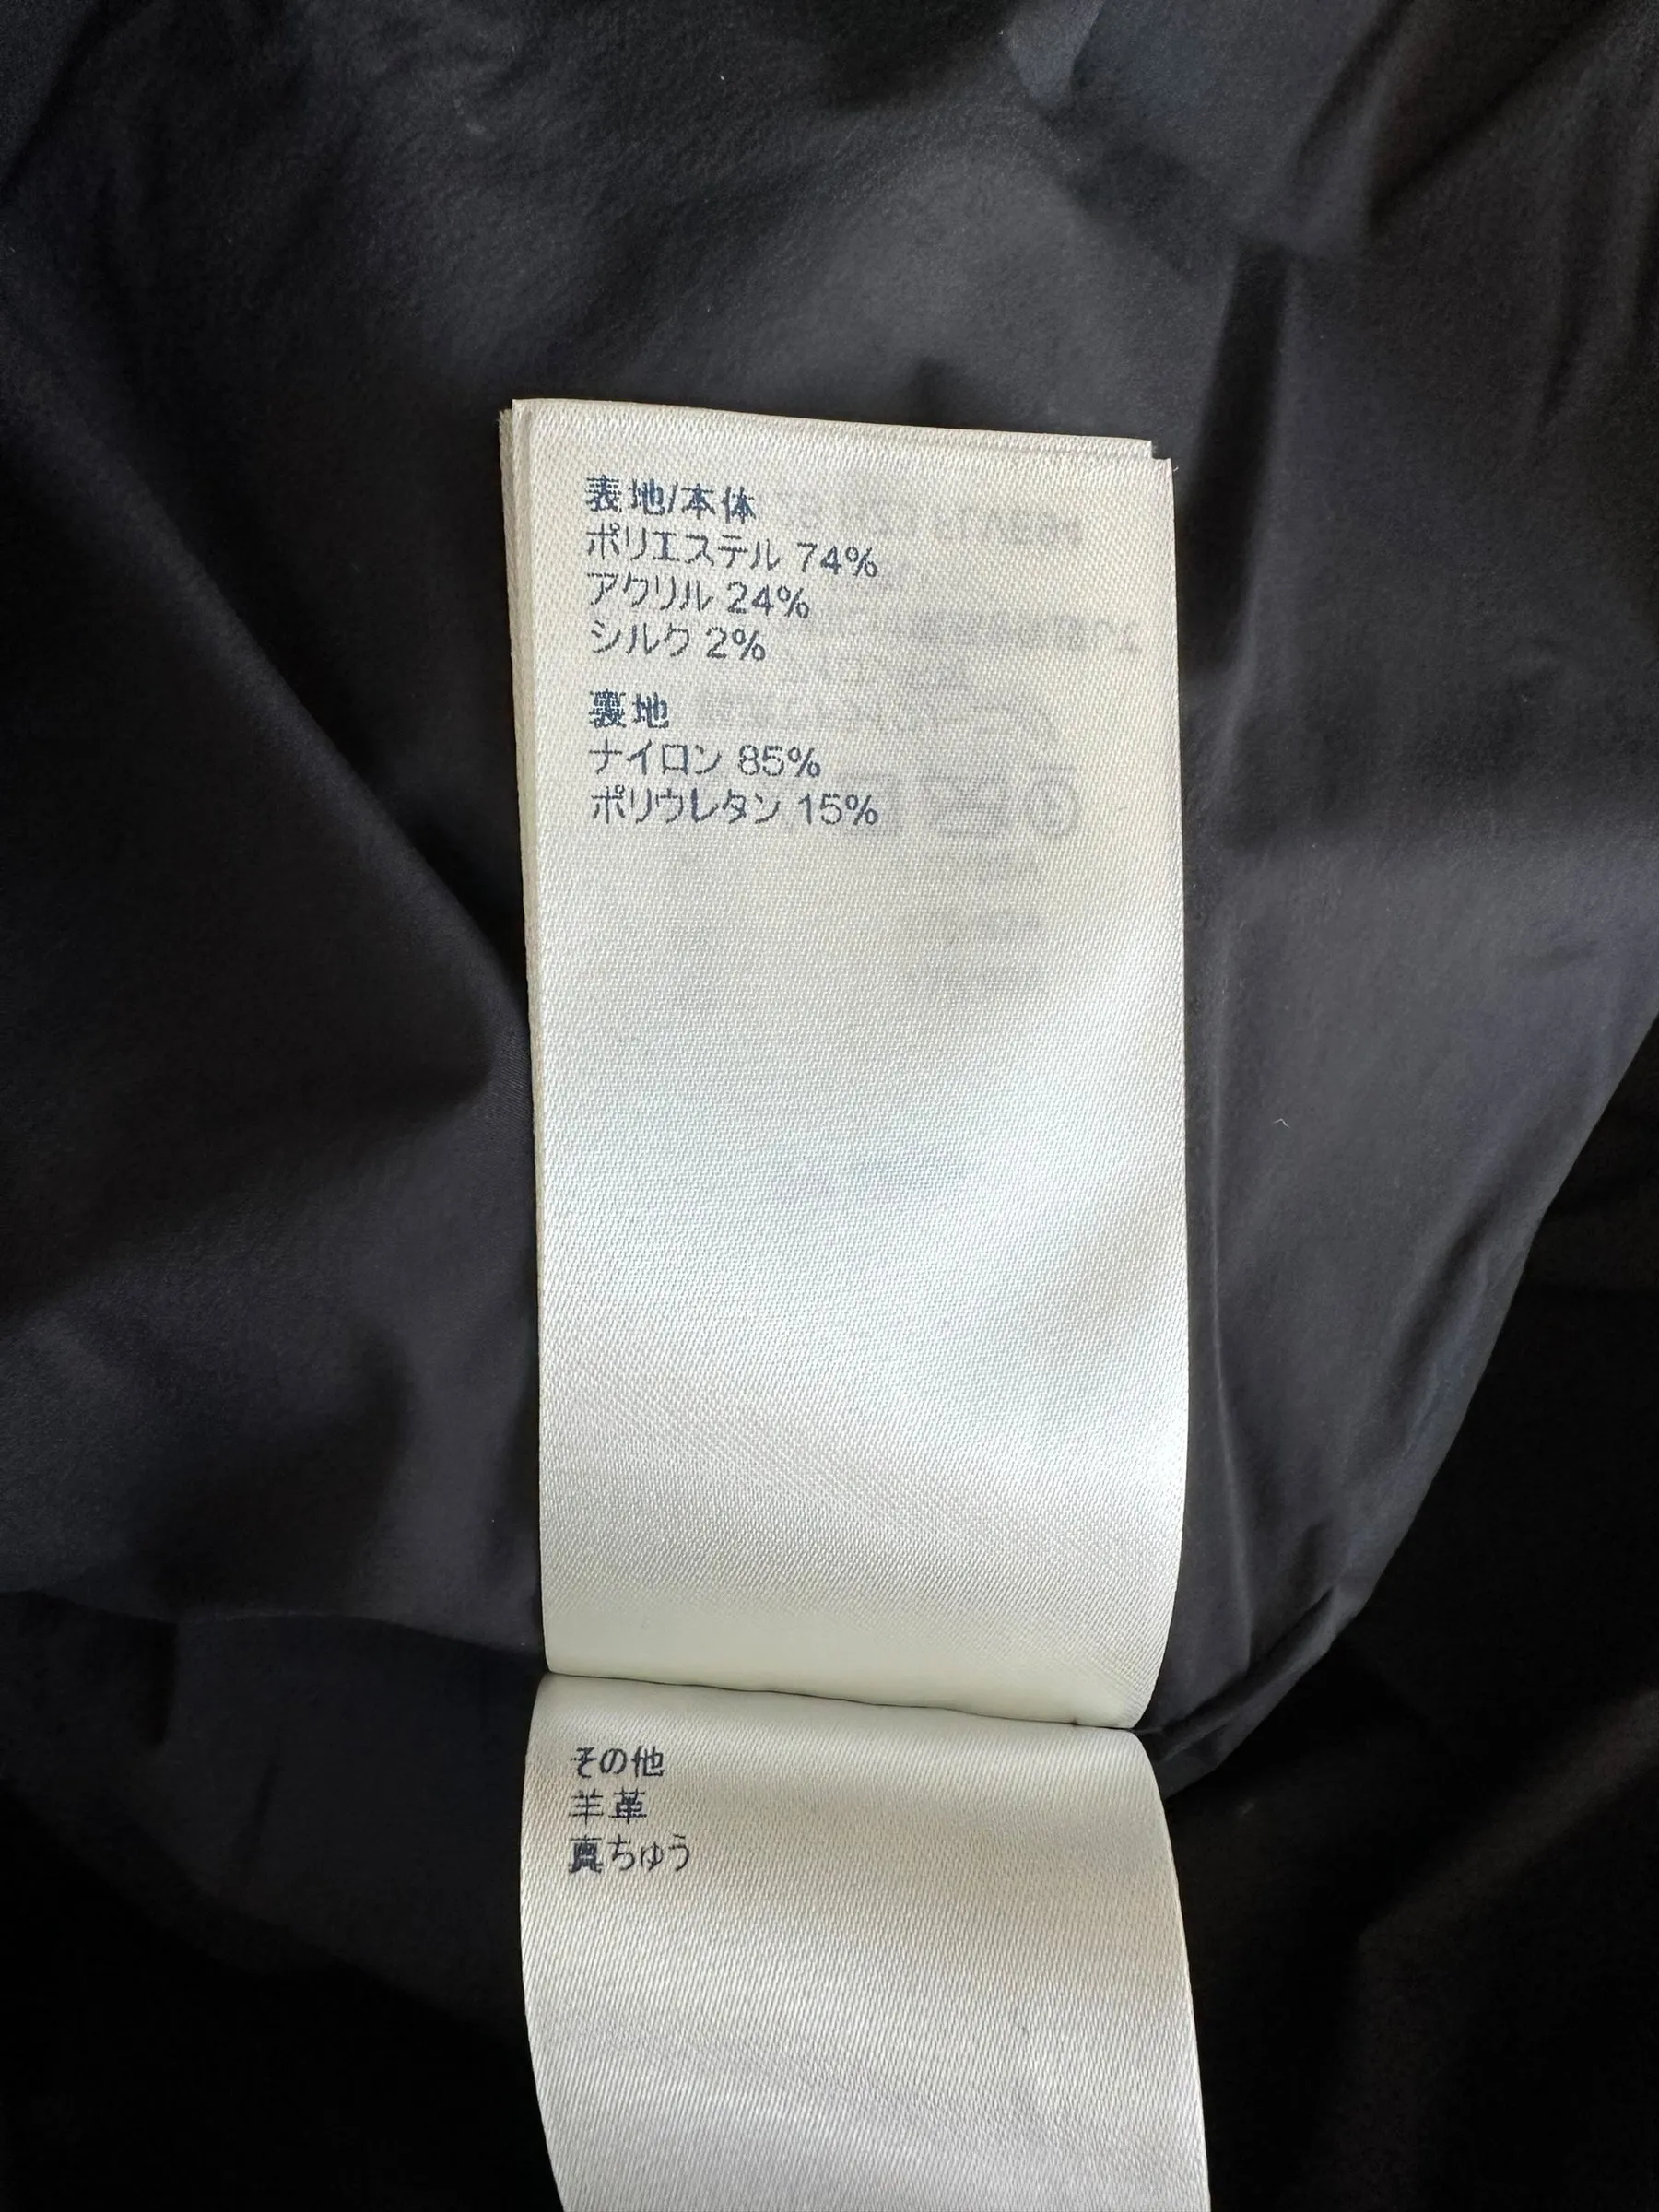 表地/本体
ポリエステル 74%
アクリル 24%
シルク 2%
裏地
ナイロン 85%
ポリウレタン 15%
その他
羊革
真ちゅう